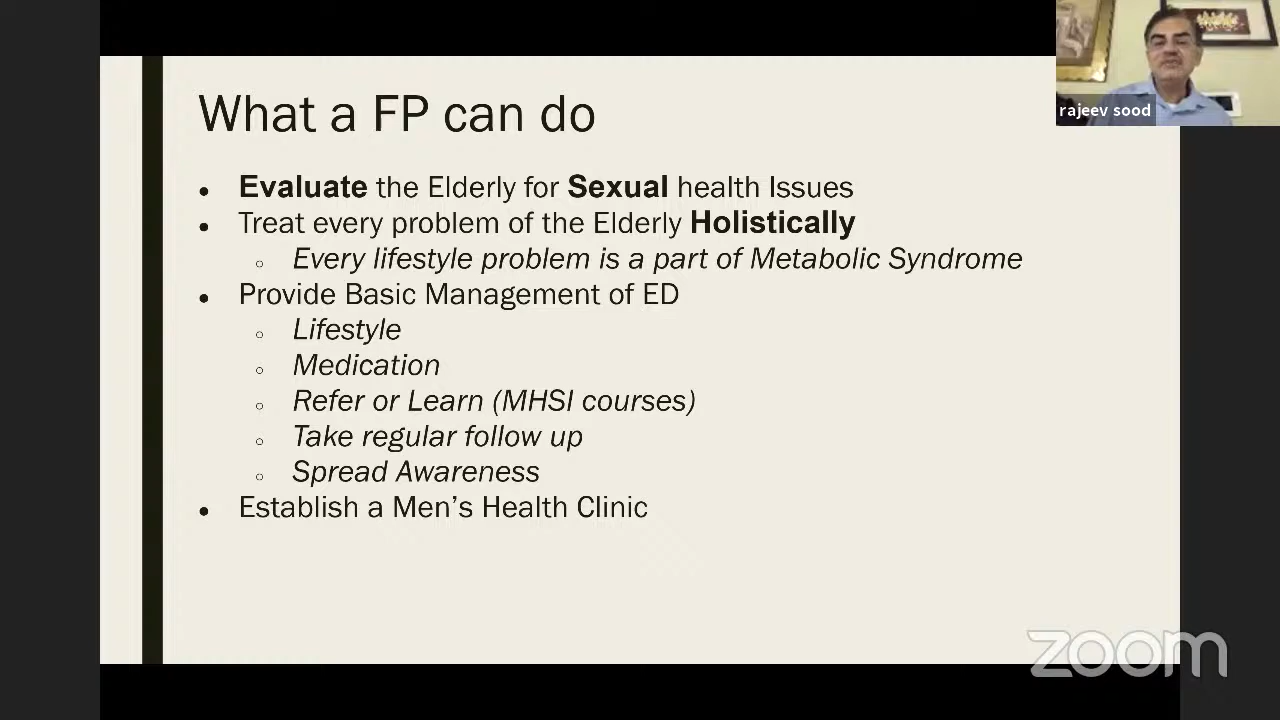 What a FP can do
rajeev sood
• Evaluate the Elderly for Sexual health Issues
• Treat every problem of the Elderly Holistically
○ Every lifestyle problem is a part of Metabolic Syndrome
• Provide Basic Management of ED
○ Lifestyle
○ Medication
○ Refer or Learn (MHSI courses)
○ Take regular follow up
○ Spread Awareness
• Establish a Men's Health Clinic
zoom